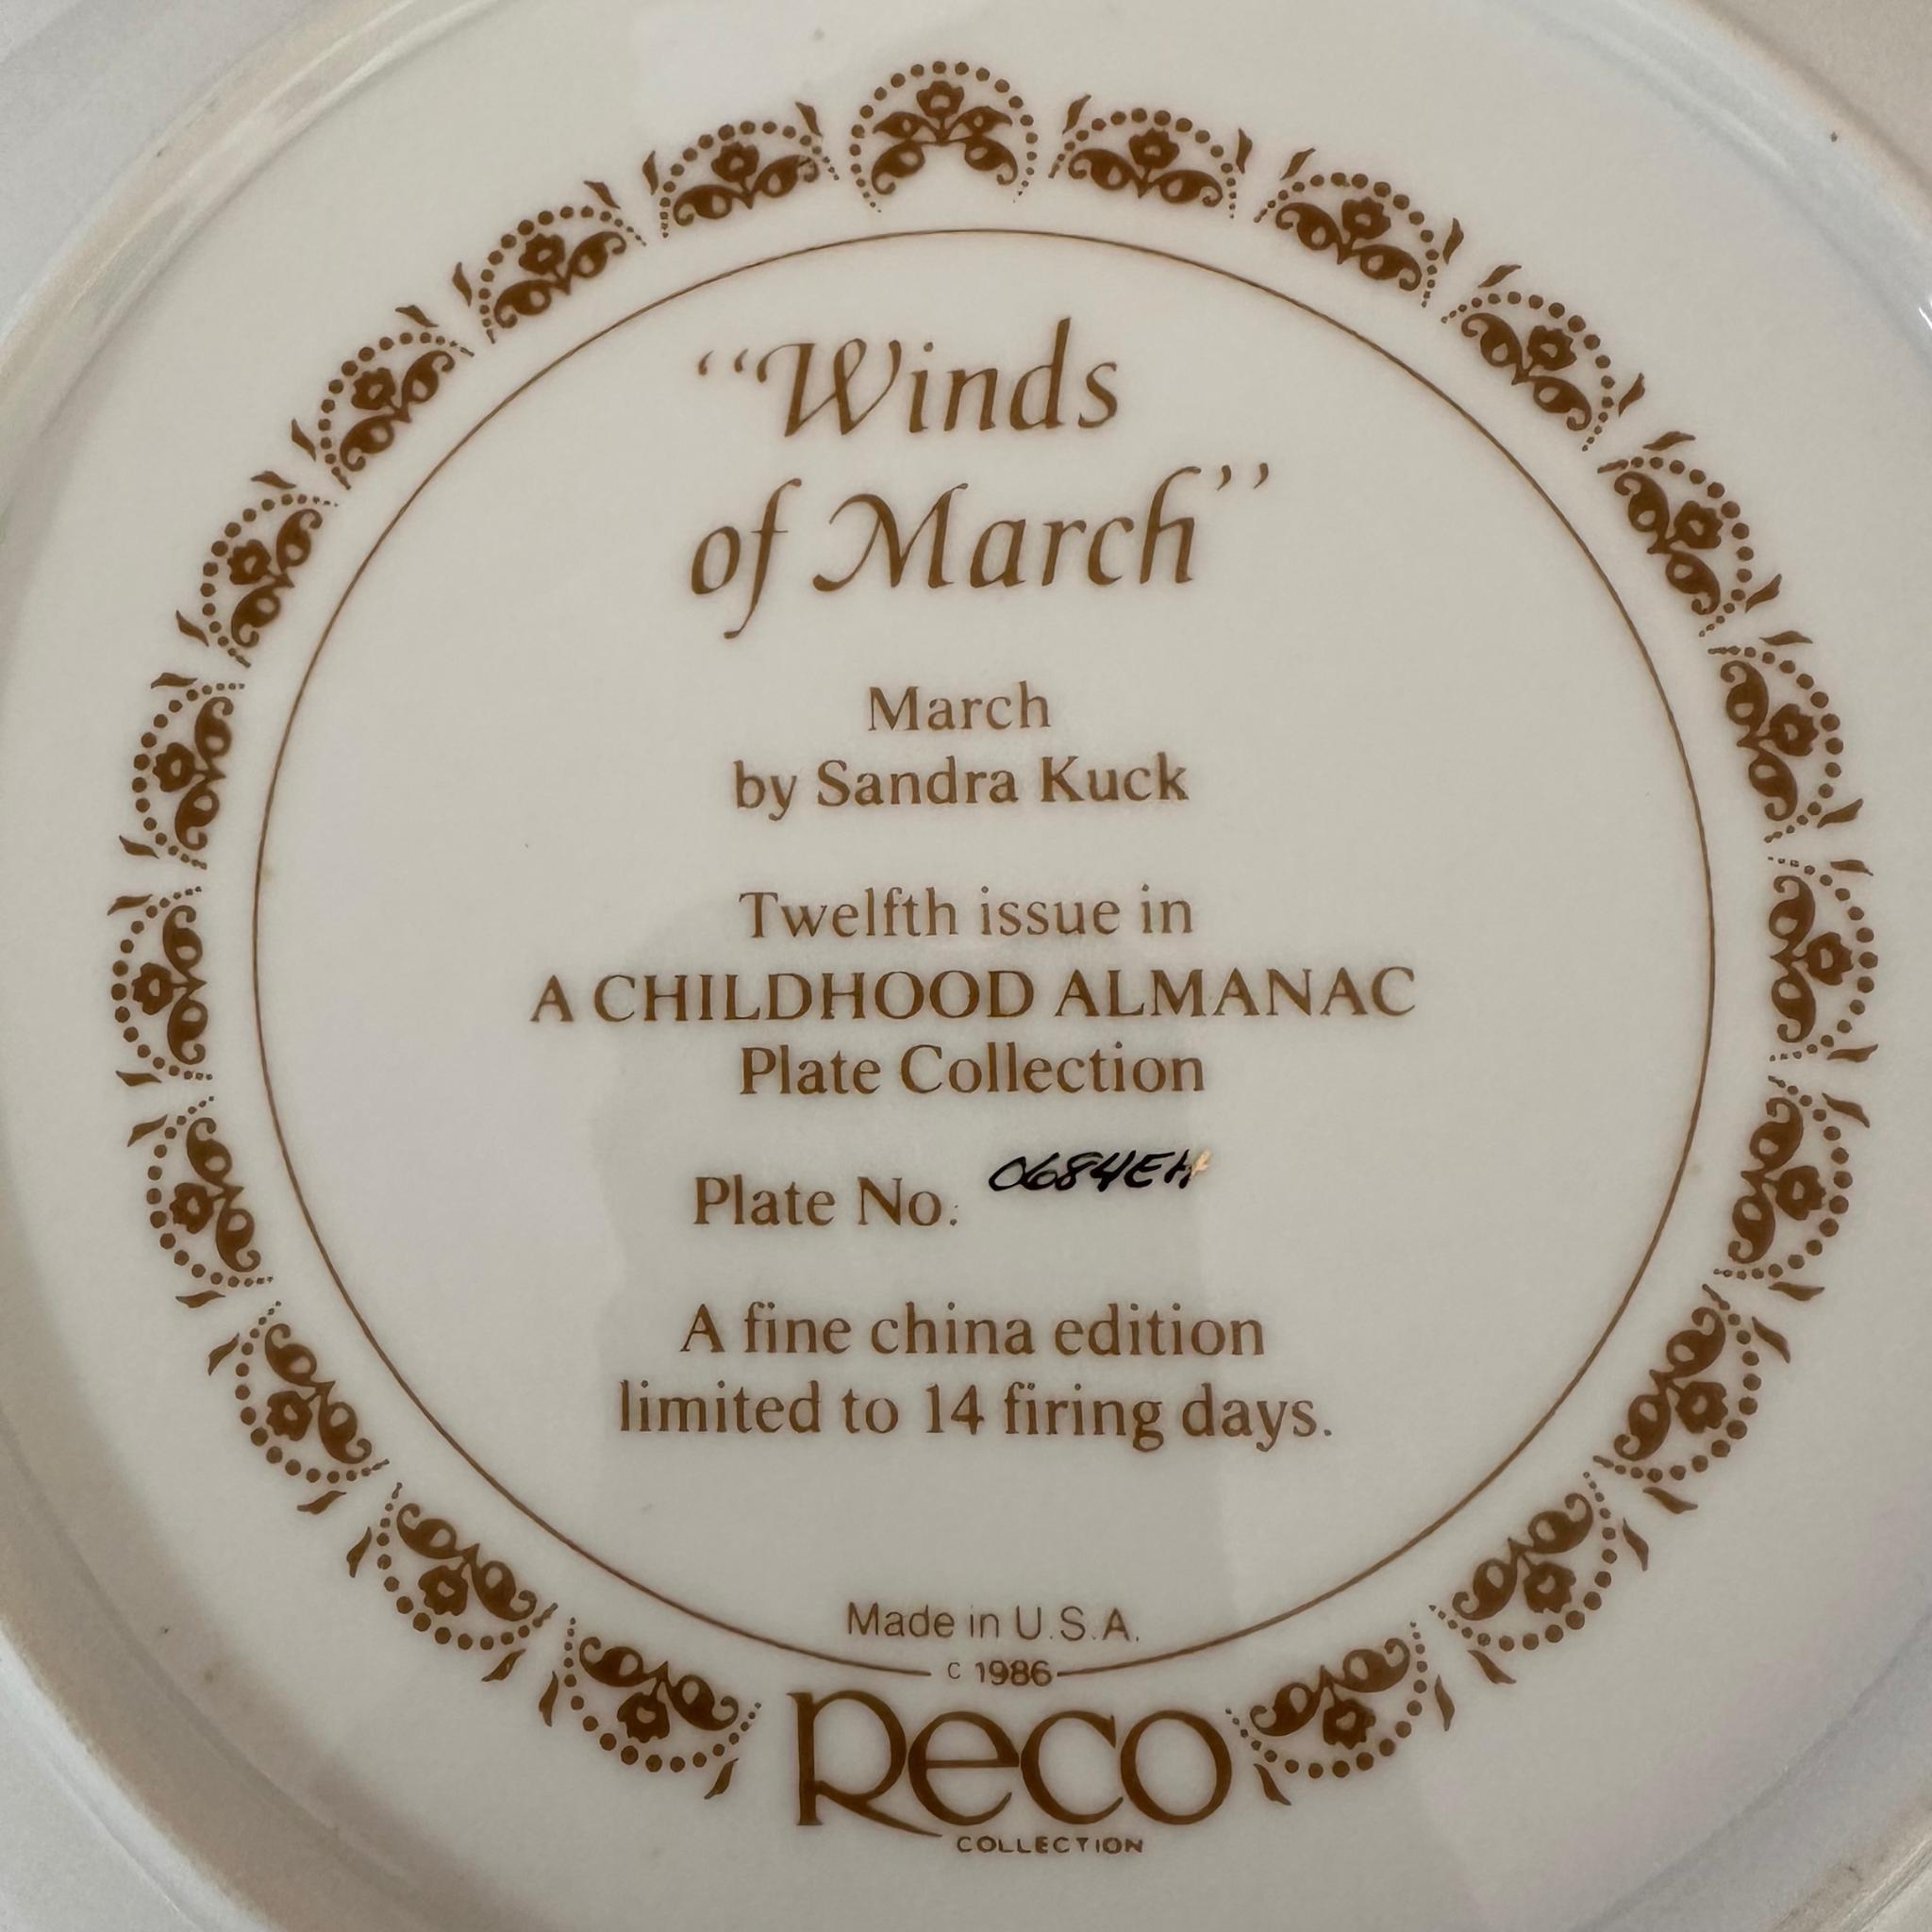 “Winds
of March”
March
by Sandra Kuck
Twelfth issue in
A CHILDHOOD ALMANAC
Plate Collection
Plate No. 0684EH
A fine china edition
limited to 14 firing days.
Made in U.S.A.
c 1986
Reco
COLLECTION